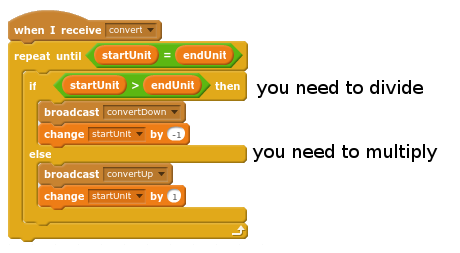 when I receive convert
repeat until startUnit = endUnit
if startUnit > endUnit then you need to divide
broadcast convertDown
change startUnit by -1
else you need to multiply
broadcast convertUp
change startUnit by 1